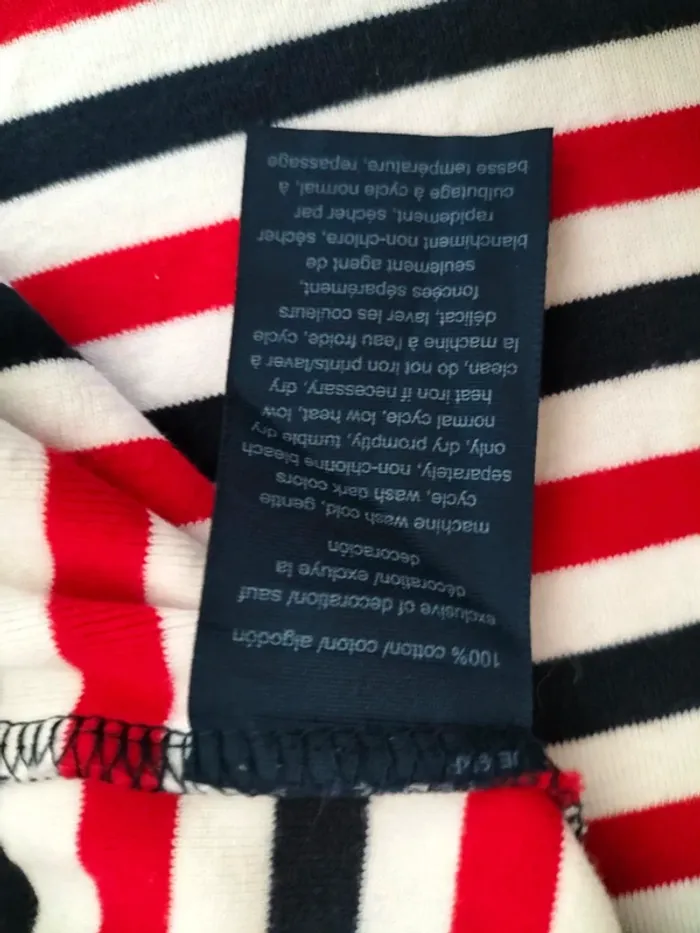 100% cotton/ coton/ algodón
exclusive of decoration/ sauf
décoration/ excluye la
decoración
machine wash cold, gentle
cycle, wash dark colors
separately, non-chlorine bleach
only, dry promptly, tumble dry
normal cycle, low heat, low
heat iron if necessary, dry
clean, do not iron prints/laver à
la machine à l'eau froide, cycle
délicat, laver les couleurs
foncées séparément,
seulement agent de
blanchiment non-chlora, sécher
rapidement, sécher par
culbutage à cycle normal, à
basse température, repassage